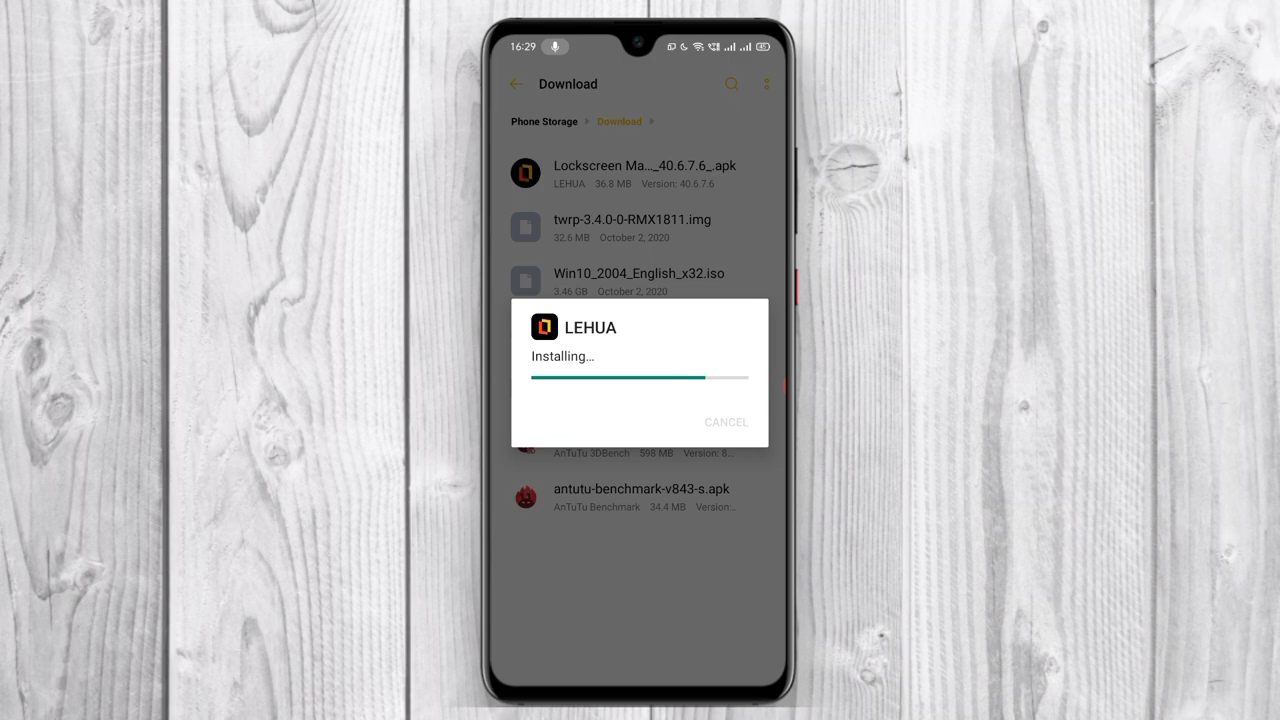 16:29
45
Download
Phone Storage Download
Lockscreen Ma..._40.6.7.6_.apk
LEHUA 36.8 MB Version: 40.6.7.6
twrp-3.4.0-0-RMX1811.img
32.6 MB October 2, 2020
Win10_2004_English_x32.iso
3.46 GB October 2, 2020
LEHUA
Installing...
CANCEL
AnTuTu 3DBench 598 MB Version: 8...
antutu-benchmark-v843-s.apk
AnTuTu Benchmark 34.4 MB Version:..